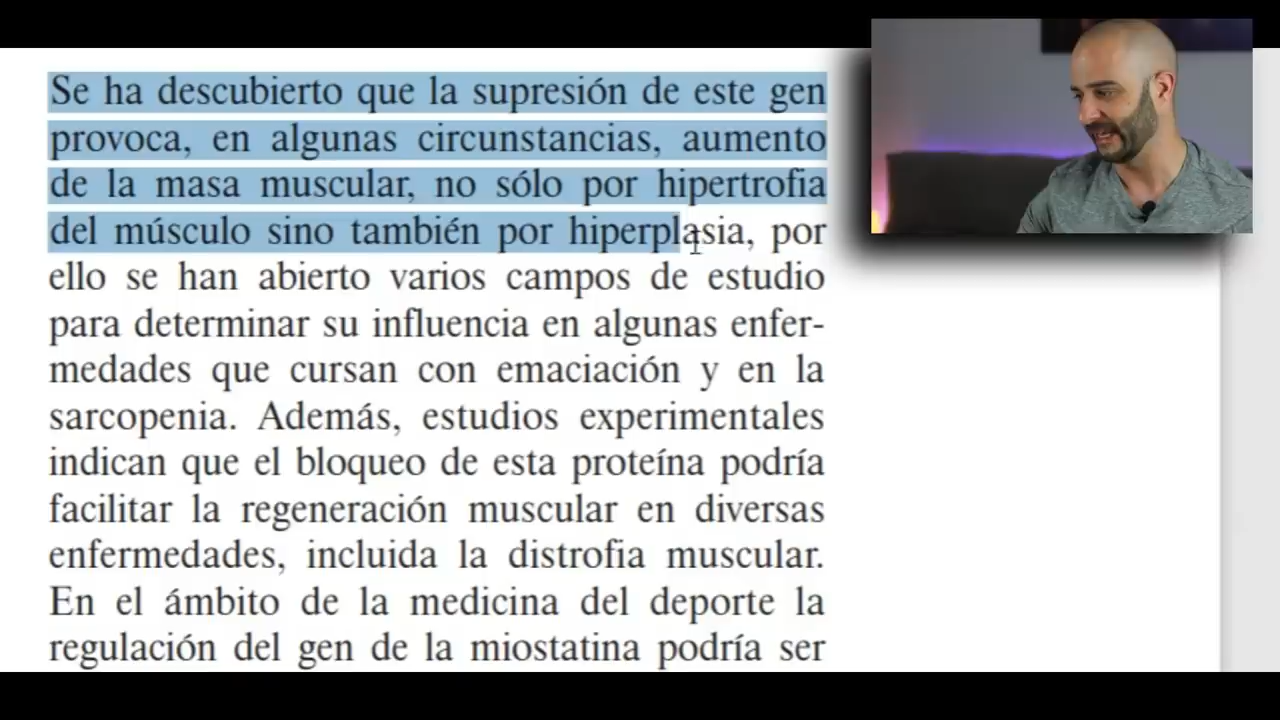 Se ha descubierto que la supresión de este gen
provoca, en algunas circunstancias, aumento
de la masa muscular, no sólo por hipertrofia
del músculo sino también por hiperplasia, por
ello se han abierto varios campos de estudio
para determinar su influencia en algunas enfer-
medades que cursan con emaciación y en la
sarcopenia. Además, estudios experimentales
indican que el bloqueo de esta proteína podría
facilitar la regeneración muscular en diversas
enfermedades, incluida la distrofia muscular.
En el ámbito de la medicina del deporte la
regulación del gen de la miostatina podría ser